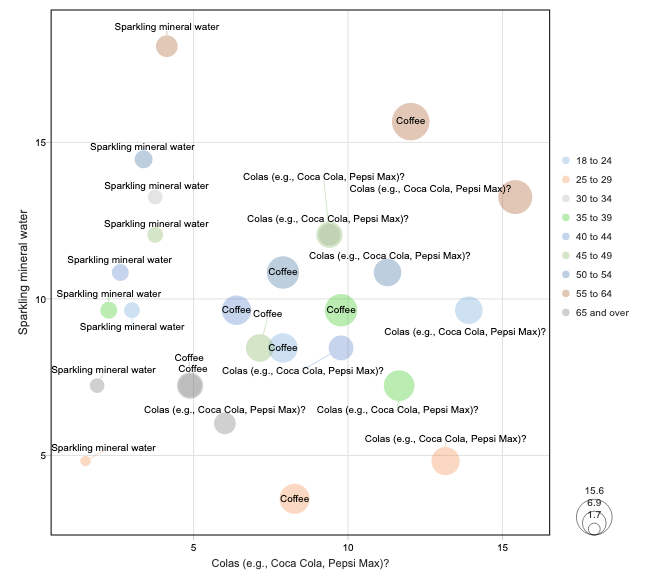 Sparkling mineral water
Coffee
15
Sparkling mineral water
18 to 24
Colas (e.g., Coca Cola, Pepsi Max)?
25 to 29
Sparkling mineral water
Colas (e.g., Coca Cola, Pepsi Max)?
30 to 34
35 to 39
Sparkling mineral water
Colas (e.g., Coca Cola, Pepsi Max)?
40 to 44
45 to 49
Sparkling mineral water
Colas (e.g., Coca Cola, Pepsi Max)?
Coffee
50 to 54
55 to 64
Sparkling mineral water
10
Coffee
Coffee
Coffee
65 and over
Sparkling mineral water
Colas (e.g., Coca Cola, Pepsi Max)?
Coffee
Coffee
Sparkling mineral water
Coffee
Colas (e.g., Coca Cola, Pepsi Max)?
Colas (e.g., Coca Cola, Pepsi Max)?
Colas (e.g., Coca Cola, Pepsi Max)?
Colas (e.g., Coca Cola, Pepsi Max)?
Sparkling mineral water
5
Coffee
15.6
6.9
1.7
5
10
15
Colas (e.g., Coca Cola, Pepsi Max)?
Sparkling mineral water